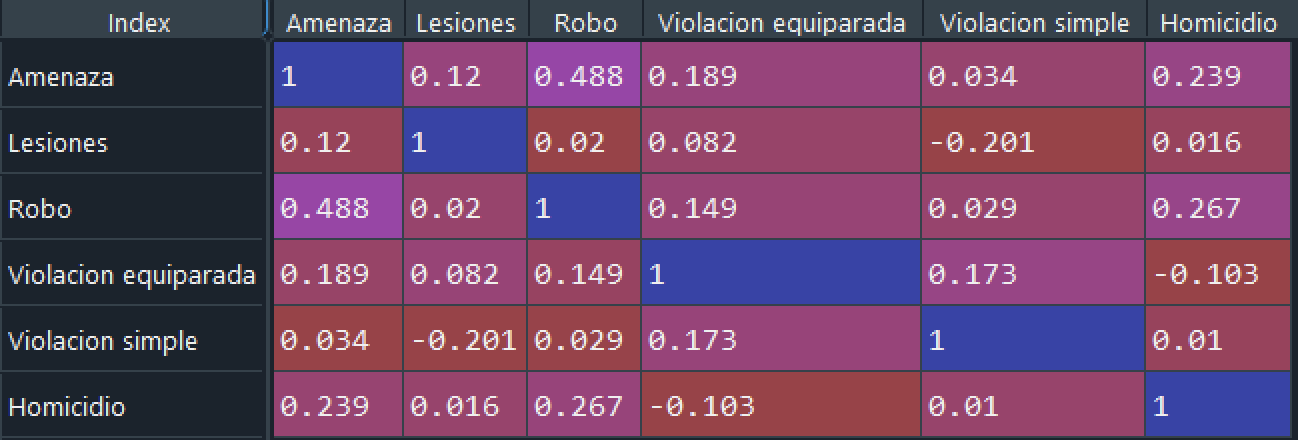 Index Amenaza Lesiones Robo Violacion equiparada Violacion simple Homicidio
Amenaza 1 0.12 0.488 0.189 0.034 0.239
Lesiones 0.12 1 0.02 0.082 -0.201 0.016
Robo 0.488 0.02 1 0.149 0.029 0.267
Violacion equiparada 0.189 0.082 0.149 1 0.173 -0.103
Violacion simple 0.034 -0.201 0.029 0.173 1 0.01
Homicidio 0.239 0.016 0.267 -0.103 0.01 1